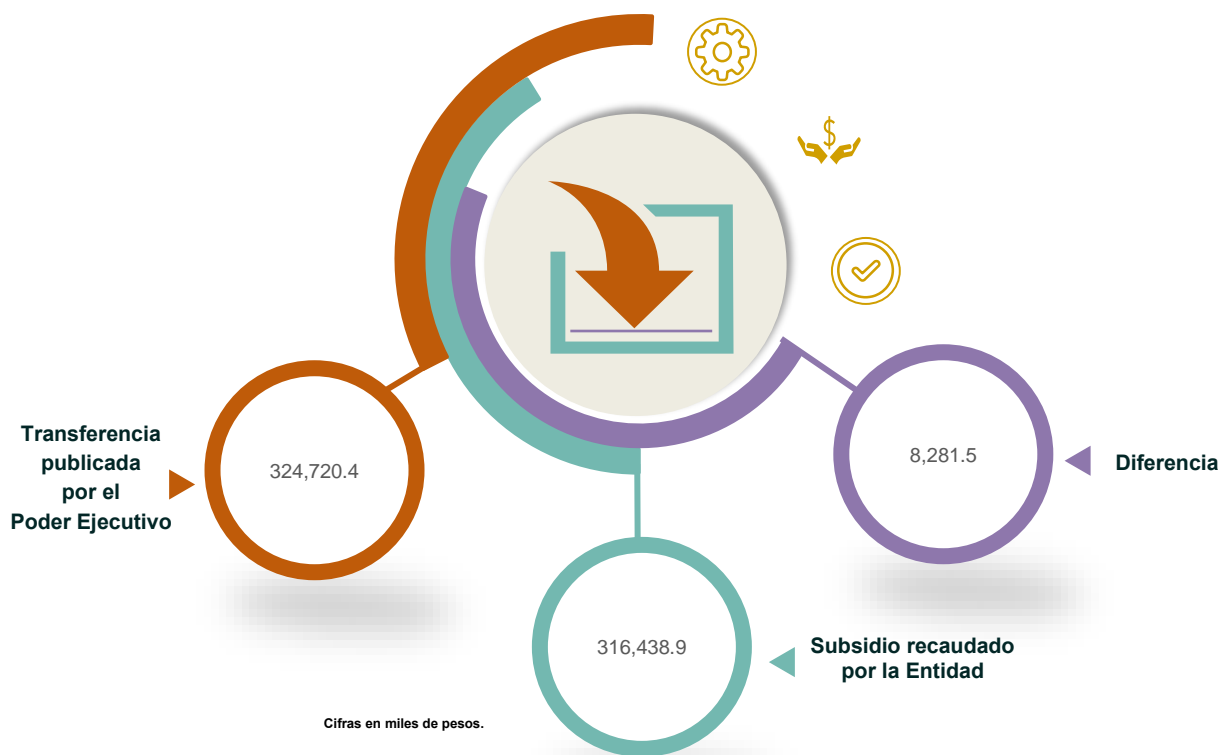 $
Transferencia
publicada
por el
Poder Ejecutivo
324,720.4
8,281.5
Diferencia
316,438.9
Subsidio recaudado
por la Entidad
Cifras en miles de pesos.